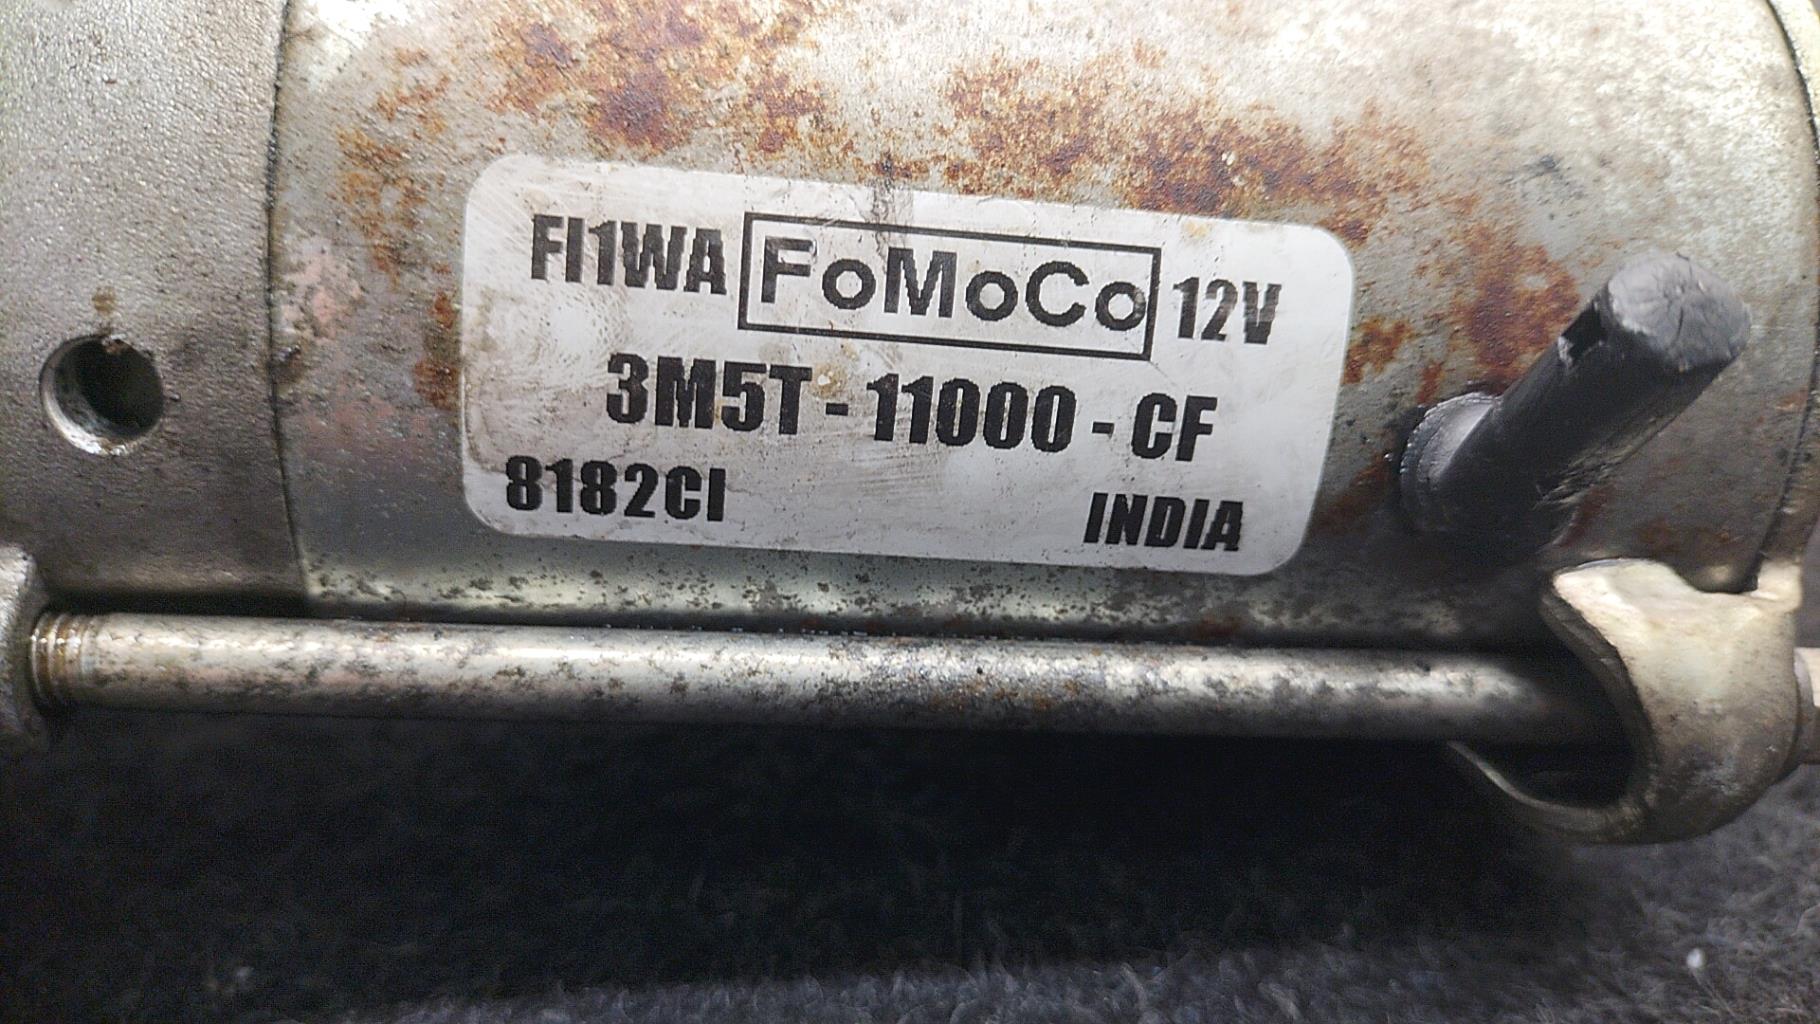 FI1WA FoMoCo 12V
3M5T - 11000 - CF
8182CI INDIA